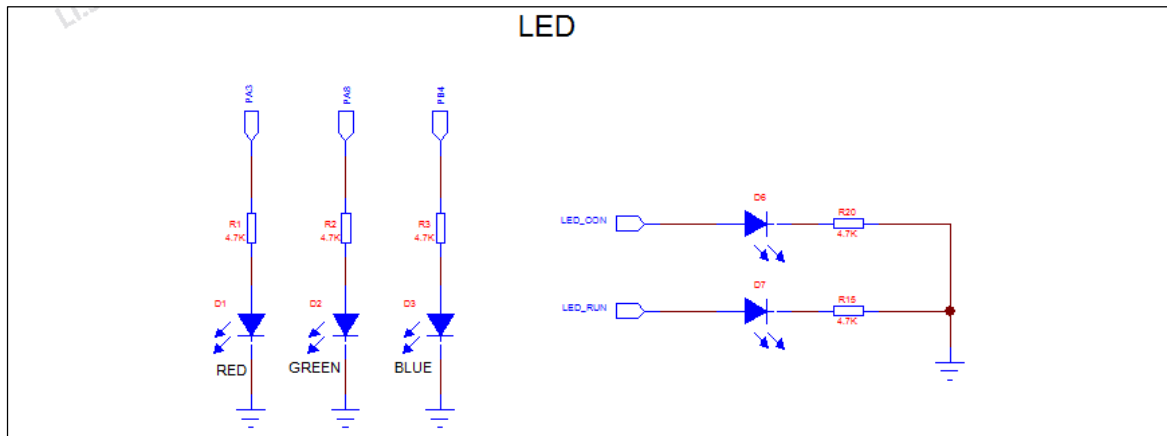 LED
PA3
PA8
PB4
R1
4.7K
R2
4.7K
R3
4.7K
D1
D2
D3
RED
GREEN
BLUE
D6
LED_CON
R20
4.7K
D7
LED_RUN
R15
4.7K